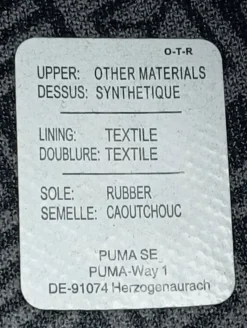 O-T-R
UPPER: OTHER MATERIALS
DESSUS: SYNTHETIQUE
LINING: TEXTILE
DOUBLURE: TEXTILE
SOLE: RUBBER
SEMELLE: CAOUTCHOUC
PUMA SE
PUMA-Way 1
DE-91074 Herzogenaurach